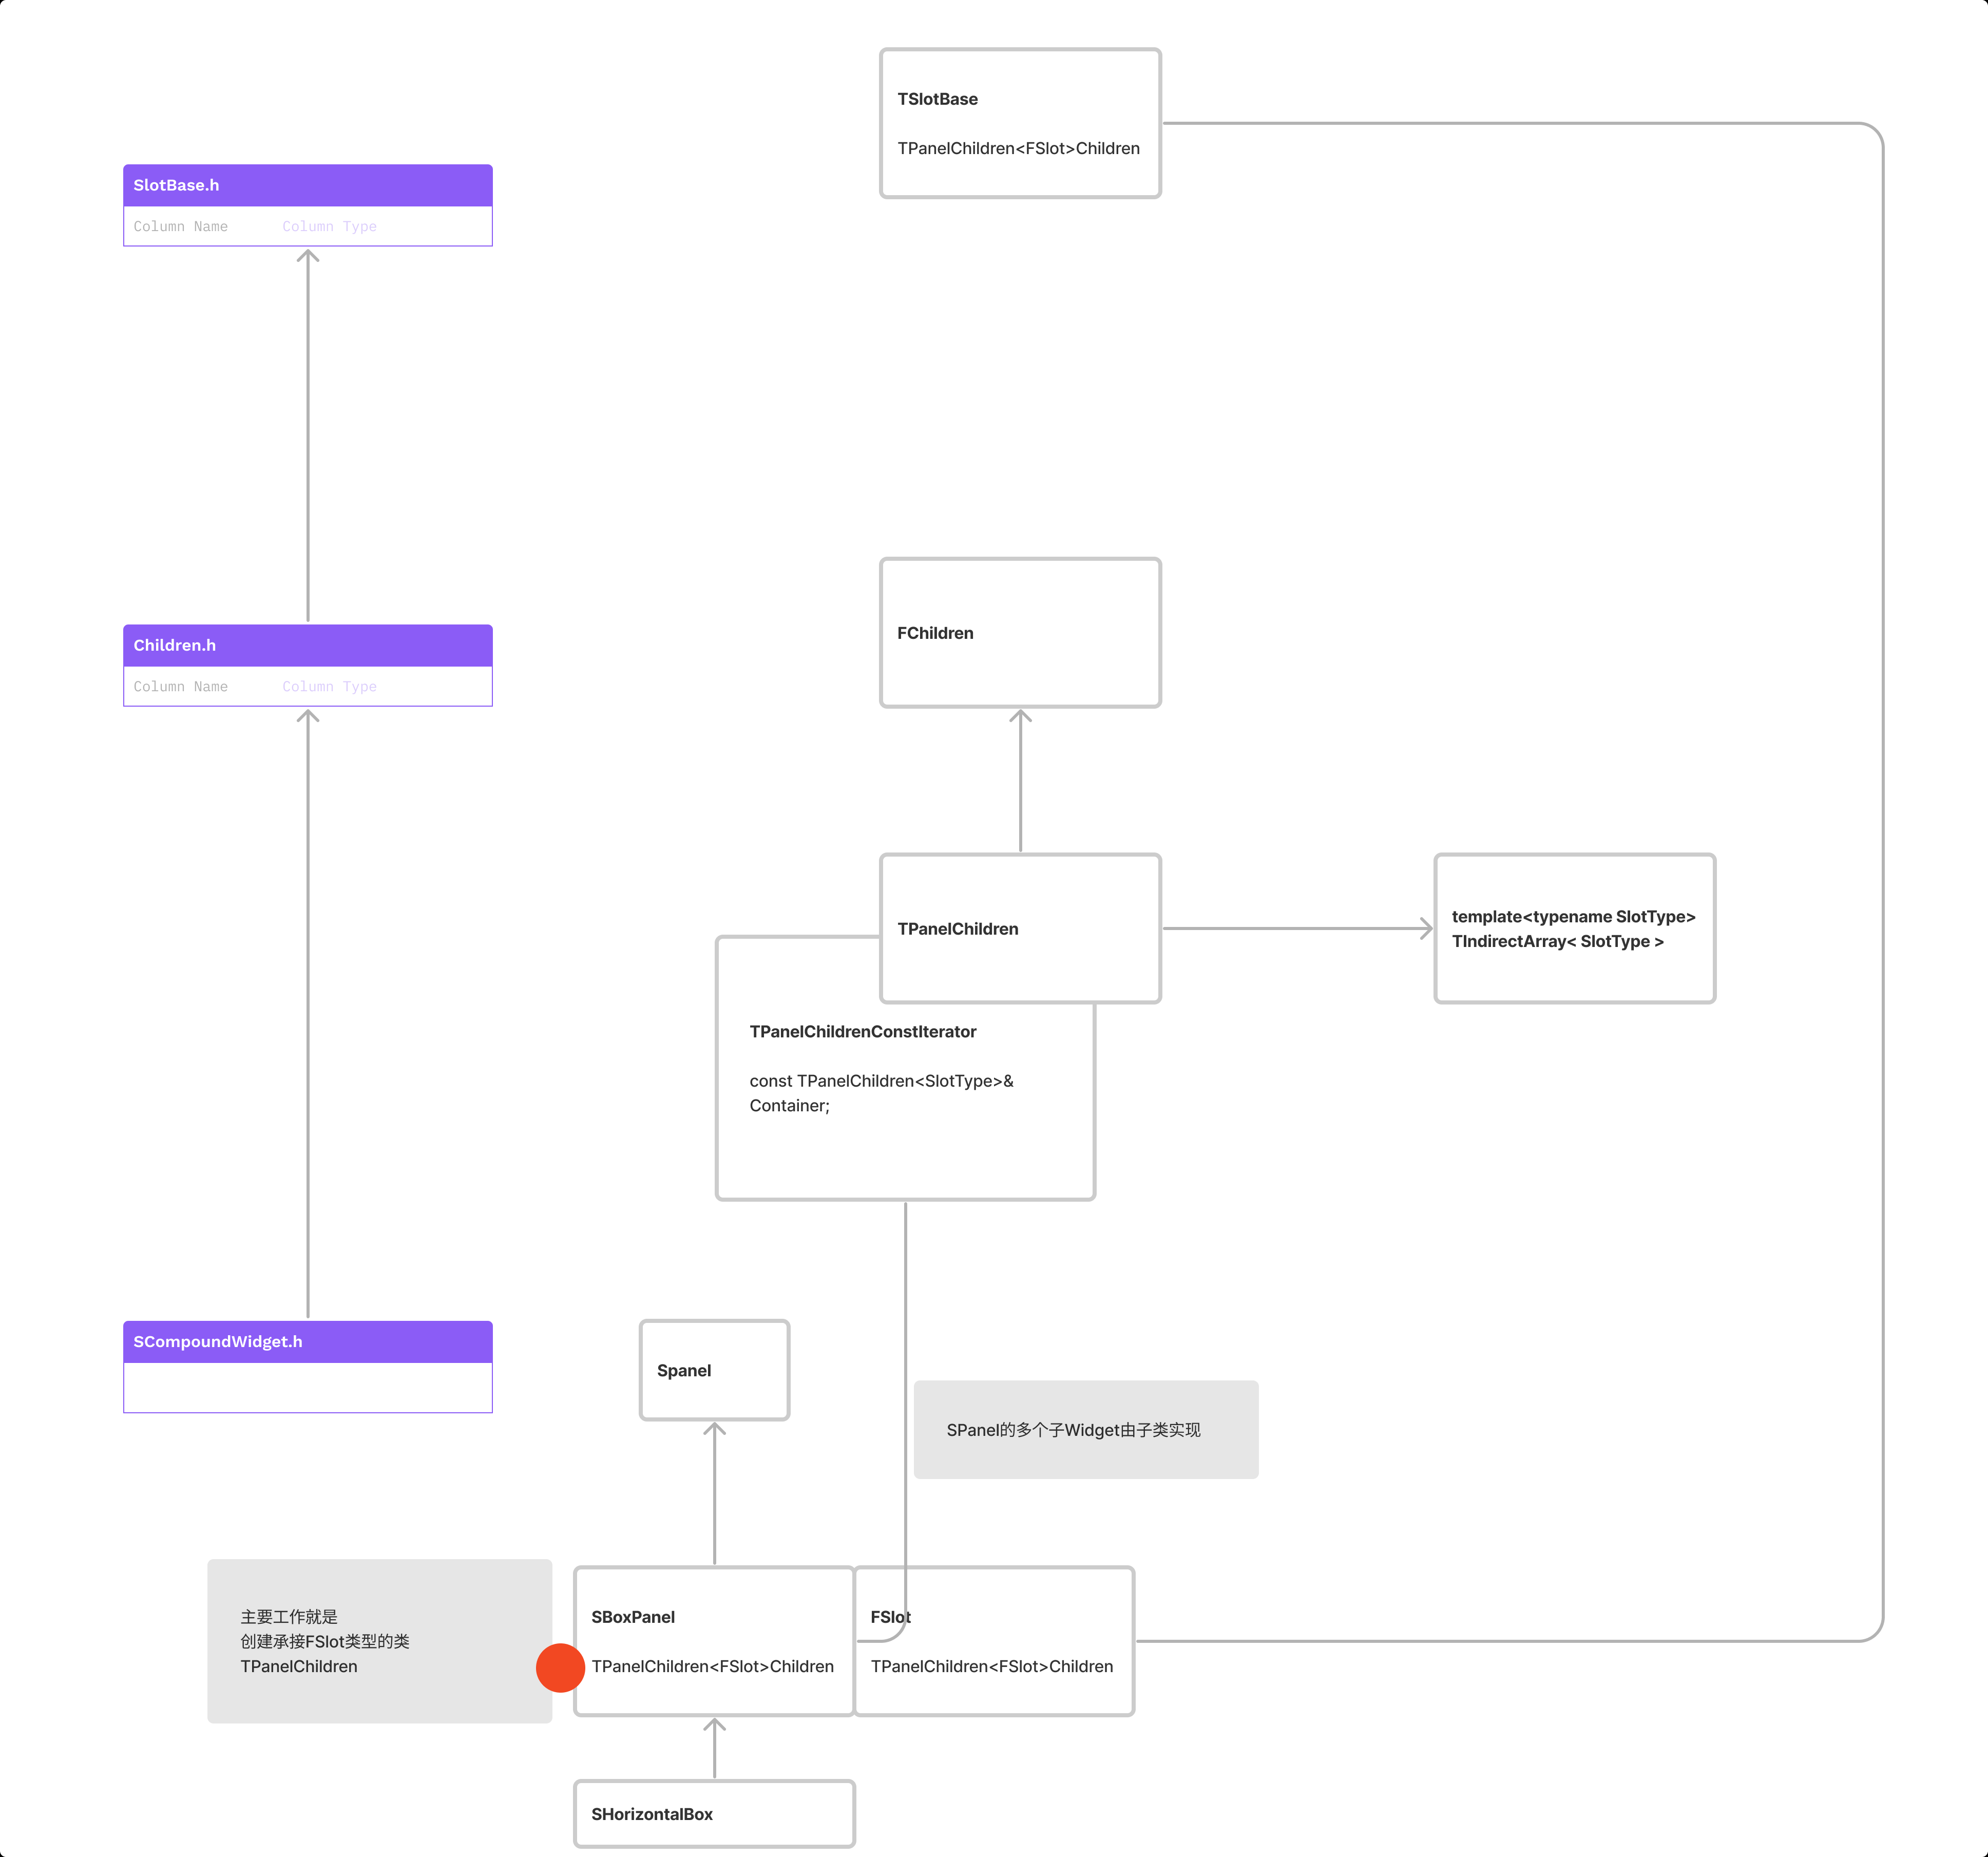 TSlotBase
TPanelChildren<FSlot>Children
SlotBase.h
Column Name Column Type
FChildren
Children.h
Column Name Column Type
TPanelChildren
template<typename SlotType>
TIndirectArray< SlotType >
TPanelChildrenConstIterator
const TPanelChildren<SlotType>&
Container;
SCompoundWidget.h
Spanel
SPanel的多个子Widget由子类实现
主要工作就是
创建承接FSlot类型的类
TPanelChildren
SBoxPanel
TPanelChildren<FSlot>Children
FSlot
TPanelChildren<FSlot>Children
SHorizontalBox